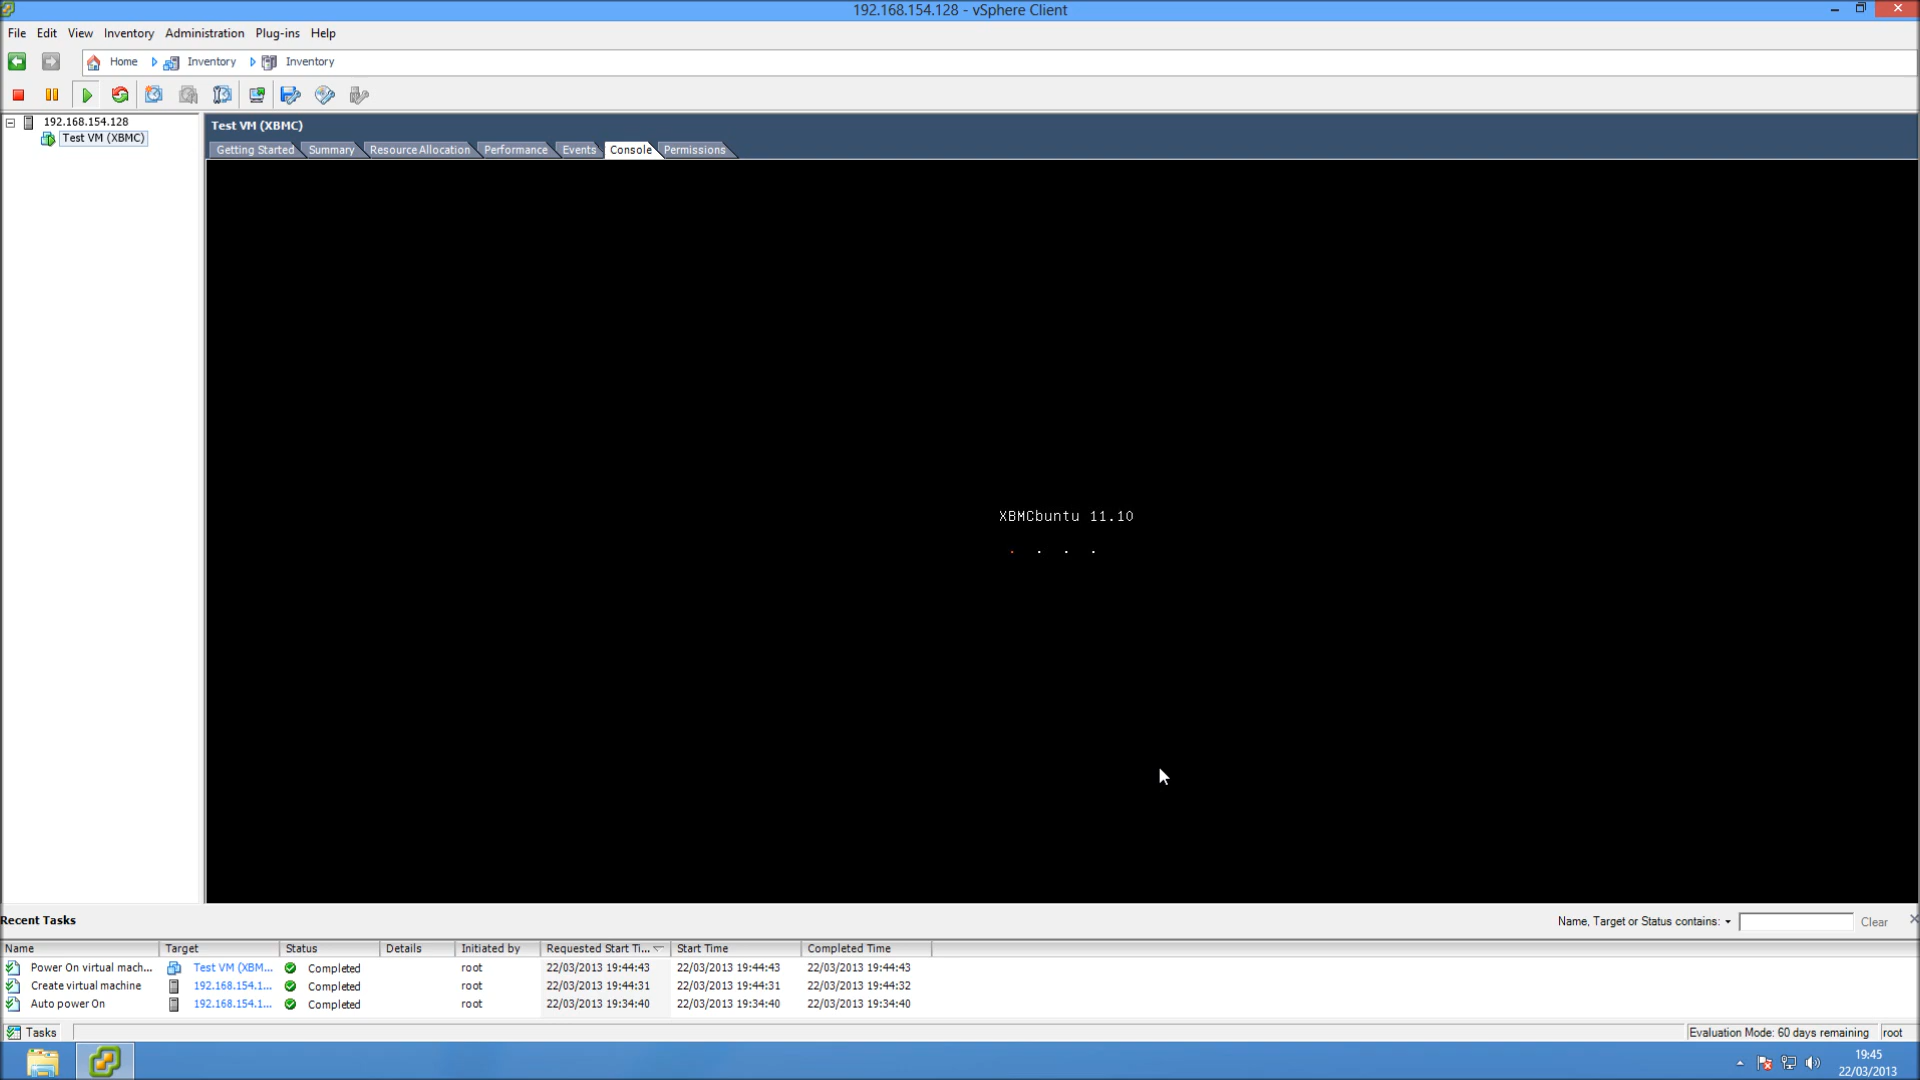 192.168.154.128 - vSphere Client
File Edit View Inventory Administration Plug-ins Help
Home Inventory Inventory
192.168.154.128
Test VM (XBMC)
Test VM (XBMC)
Getting Started Summary Resource Allocation Performance Events Console Permissions
XBMCbuntu 11.10
. . . .
Recent Tasks
Name, Target or Status contains: Clear
Name Target Status Details Initiated by Requested Start Ti... Start Time Completed Time
Power On virtual mach... Test VM (XBM... Completed root 22/03/2013 19:44:43 22/03/2013 19:44:43 22/03/2013 19:44:43
Create virtual machine 192.168.154.1... Completed root 22/03/2013 19:44:31 22/03/2013 19:44:31 22/03/2013 19:44:32
Auto power On 192.168.154.1... Completed root 22/03/2013 19:34:40 22/03/2013 19:34:40 22/03/2013 19:34:40
Tasks Evaluation Mode: 60 days remaining root
19:45
22/03/2013